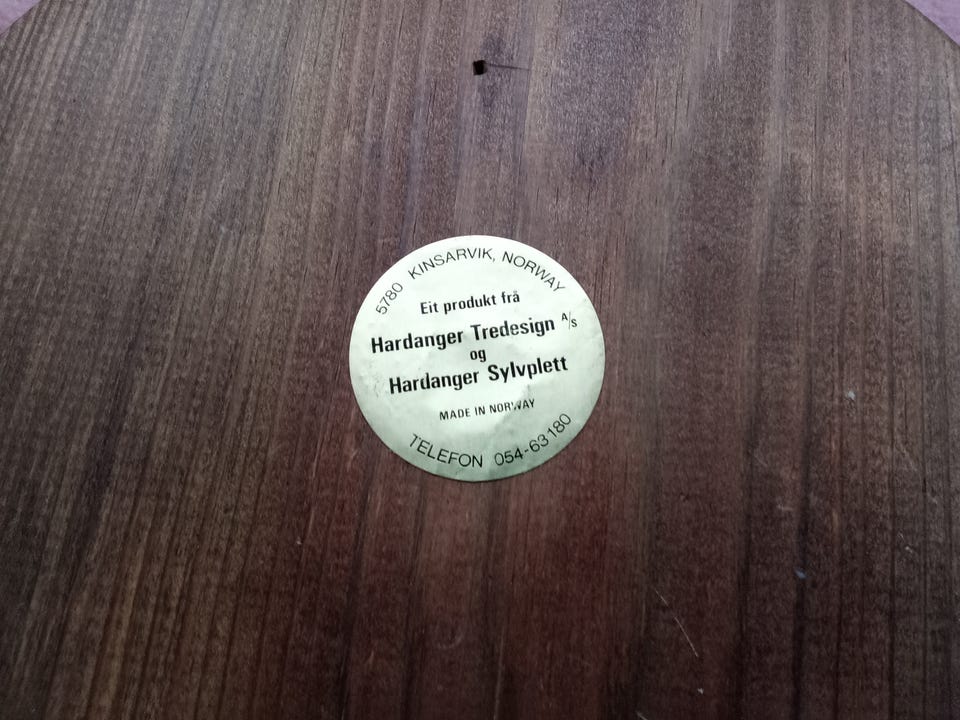 5780 KINSARVIK, NORWAY
Eit produkt frå
Hardanger Tredesign A/S
og
Hardanger Sylvplett
MADE IN NORWAY
TELEFON 054-63180